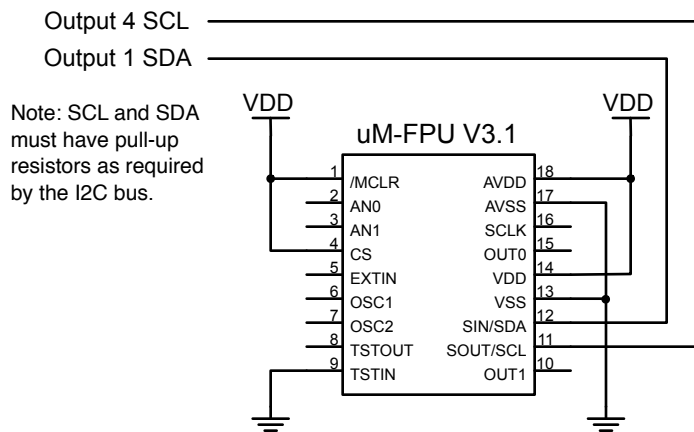 Output 4 SCL
Output 1 SDA
Note: SCL and SDA
must have pull-up
resistors as required
by the I2C bus.
VDD
VDD
uM-FPU V3.1
1 /MCLR AVDD 18
2 AN0 AVSS 17
3 AN1 SCLK 16
4 CS OUT0 15
5 EXTIN VDD 14
6 OSC1 VSS 13
7 OSC2 SIN/SDA 12
8 TSTOUT SOUT/SCL 11
9 TSTIN OUT1 10